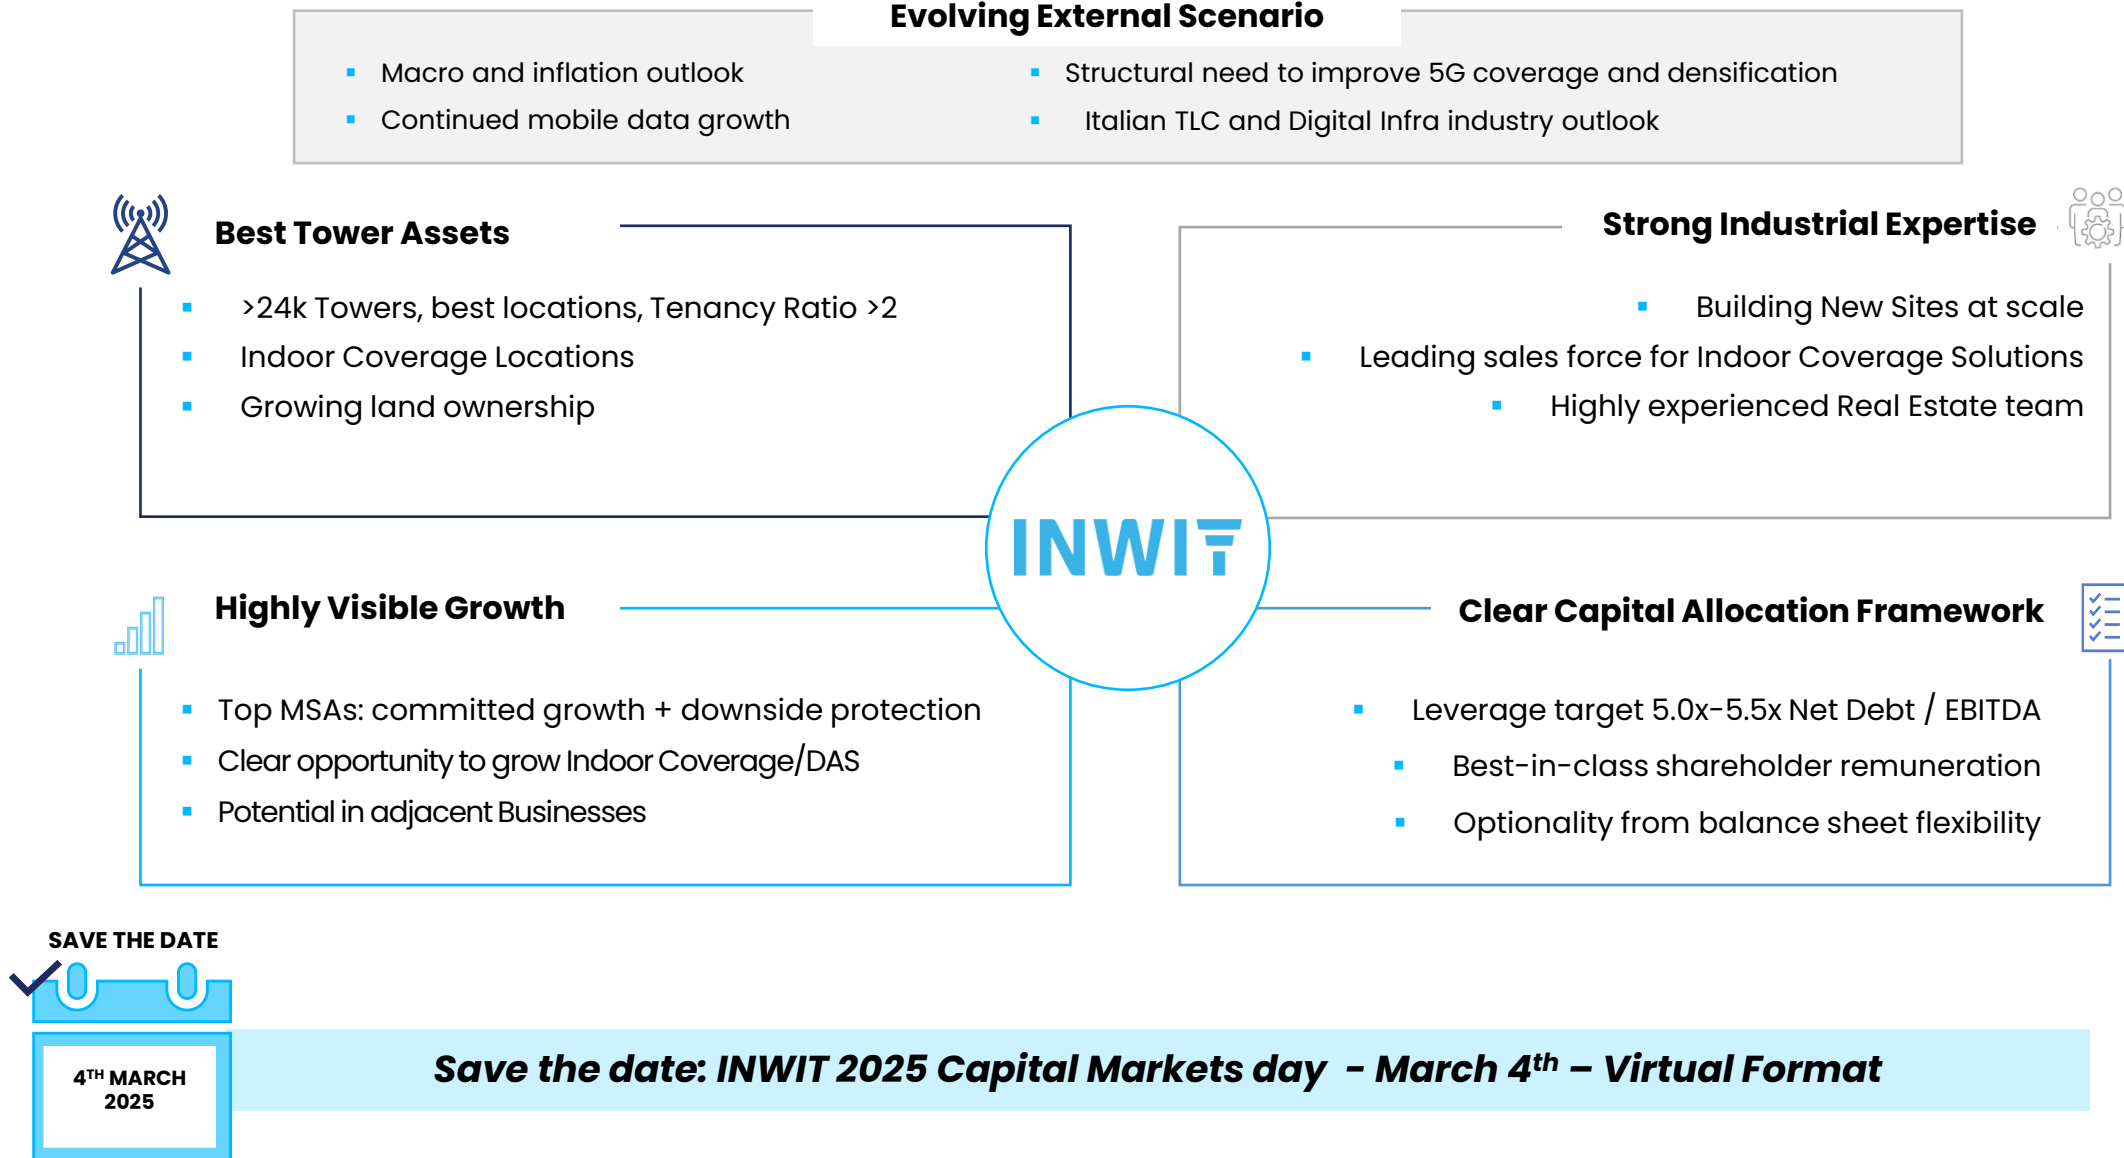 Evolving External Scenario
Macro and inflation outlook
Continued mobile data growth
Structural need to improve 5G coverage and densification
Italian TLC and Digital Infra industry outlook
Best Tower Assets
>24k Towers, best locations, Tenancy Ratio >2
Indoor Coverage Locations
Growing land ownership
Strong Industrial Expertise
Building New Sites at scale
Leading sales force for Indoor Coverage Solutions
Highly experienced Real Estate team
INWIT
Highly Visible Growth
Top MSAs: committed growth + downside protection
Clear opportunity to grow Indoor Coverage/DAS
Potential in adjacent Businesses
Clear Capital Allocation Framework
Leverage target 5.0x-5.5x Net Debt / EBITDA
Best-in-class shareholder remuneration
Optionality from balance sheet flexibility
SAVE THE DATE
4TH MARCH
2025
Save the date: INWIT 2025 Capital Markets day - March 4th – Virtual Format